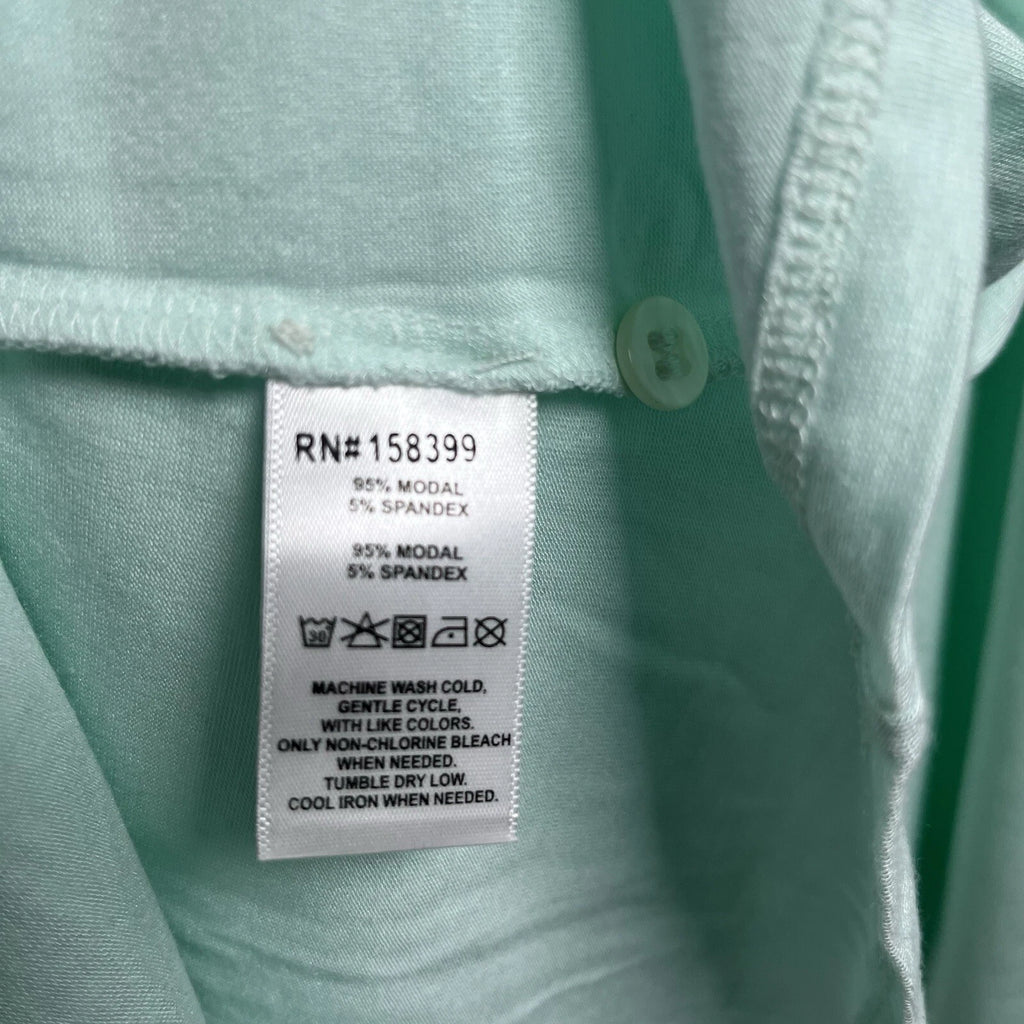 RN# 158399
95% MODAL
5% SPANDEX
95% MODAL
5% SPANDEX
30
MACHINE WASH COLD,
GENTLE CYCLE,
WITH LIKE COLORS.
ONLY NON-CHLORINE BLEACH
WHEN NEEDED.
TUMBLE DRY LOW.
COOL IRON WHEN NEEDED.